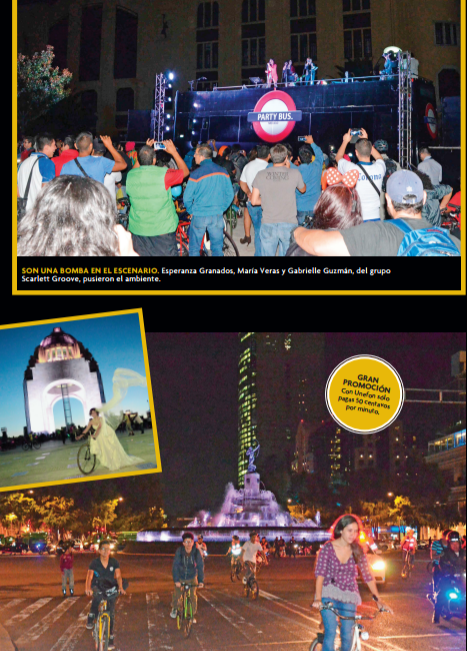 PARTY BUS.
SON UNA BOMBA EN EL ESCENARIO. Esperanza Granados, María Veras y Gabrielle Guzmán, del grupo
Scarlett Groove, pusieron el ambiente.
GRAN
PROMOCIÓN
Con Unefon solo
pagas 50 centavos
por minuto.